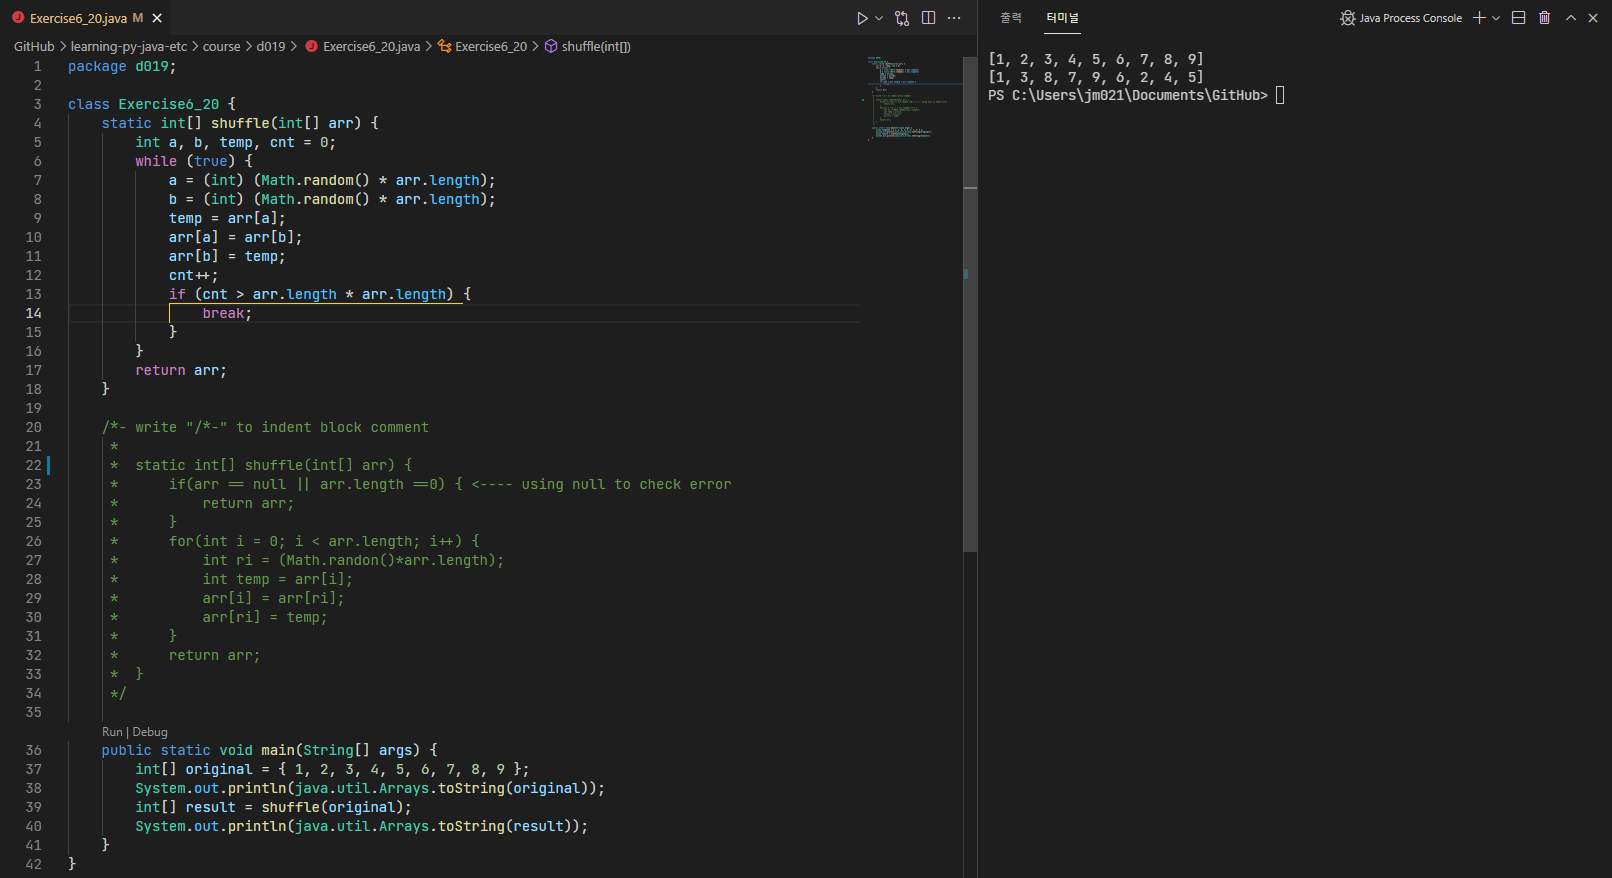 Exercise6_20.java M
GitHub > learning-py-java-etc > course > d019 > Exercise6_20.java > Exercise6_20 > shuffle(int[])
1 package d019;
2
3 class Exercise6_20 {
4 static int[] shuffle(int[] arr) {
5 int a, b, temp, cnt = 0;
6 while (true) {
7 a = (int) (Math.random() * arr.length);
8 b = (int) (Math.random() * arr.length);
9 temp = arr[a];
10 arr[a] = arr[b];
11 arr[b] = temp;
12 cnt++;
13 if (cnt > arr.length * arr.length) {
14 break;
15 }
16 }
17 return arr;
18 }
19
20 /*- write "/*-" to indent block comment
21 *
22 * static int[] shuffle(int[] arr) {
23 * if(arr == null || arr.length ==0) { <---- using null to check error
24 * return arr;
25 * }
26 * for(int i = 0; i < arr.length; i++) {
27 * int ri = (Math.randon()*arr.length);
28 * int temp = arr[i];
29 * arr[i] = arr[ri];
30 * arr[ri] = temp;
31 * }
32 * return arr;
33 * }
34 */
35
Run | Debug
36 public static void main(String[] args) {
37 int[] original = { 1, 2, 3, 4, 5, 6, 7, 8, 9 };
38 System.out.println(java.util.Arrays.toString(original));
39 int[] result = shuffle(original);
40 System.out.println(java.util.Arrays.toString(result));
41 }
42 }
출력 터미널 Java Process Console
[1, 2, 3, 4, 5, 6, 7, 8, 9]
[1, 3, 8, 7, 9, 6, 2, 4, 5]
PS C:\Users\jm021\Documents\GitHub>